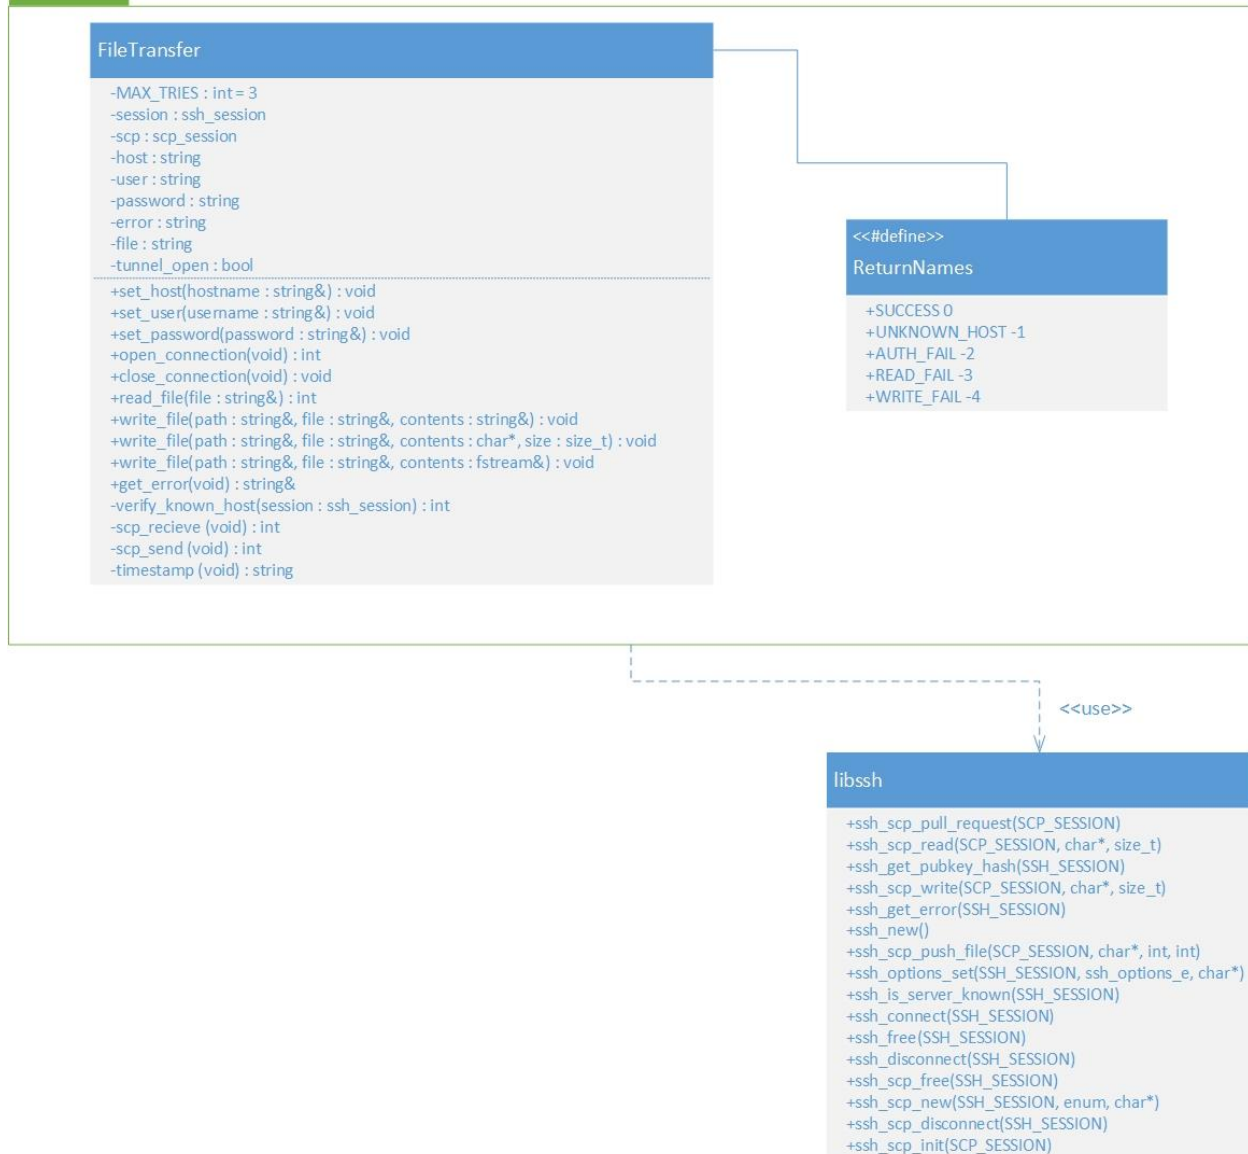 FileTransfer
-MAX_TRIES : int = 3
-session : ssh_session
-scp : scp_session
-host : string
-user : string
-password : string
-error : string
-file : string
-tunnel_open : bool
+set_host(hostname : string&) : void
+set_user(username : string&) : void
+set_password(password : string&) : void
+open_connection(void) : int
+close_connection(void) : void
+read_file(file : string&) : int
+write_file(path : string&, file : string&, contents : string&) : void
+write_file(path : string&, file : string&, contents : char*, size : size_t) : void
+write_file(path : string&, file : string&, contents : fstream&) : void
+get_error(void) : string&
-verify_known_host(session : ssh_session) : int
-scp_recieve (void) : int
-scp_send (void) : int
-timestamp (void) : string
<<#define>>
ReturnNames
+SUCCESS 0
+UNKNOWN_HOST -1
+AUTH_FAIL -2
+READ_FAIL -3
+WRITE_FAIL -4
<<use>>
libssh
+ssh_scp_pull_request(SCP_SESSION)
+ssh_scp_read(SCP_SESSION, char*, size_t)
+ssh_get_pubkey_hash(SSH_SESSION)
+ssh_scp_write(SCP_SESSION, char*, size_t)
+ssh_get_error(SSH_SESSION)
+ssh_new()
+ssh_scp_push_file(SCP_SESSION, char*, int, int)
+ssh_options_set(SSH_SESSION, ssh_options_e, char*)
+ssh_is_server_known(SSH_SESSION)
+ssh_connect(SSH_SESSION)
+ssh_free(SSH_SESSION)
+ssh_disconnect(SSH_SESSION)
+ssh_scp_free(SSH_SESSION)
+ssh_scp_new(SSH_SESSION, enum, char*)
+ssh_scp_disconnect(SSH_SESSION)
+ssh_scp_init(SCP_SESSION)